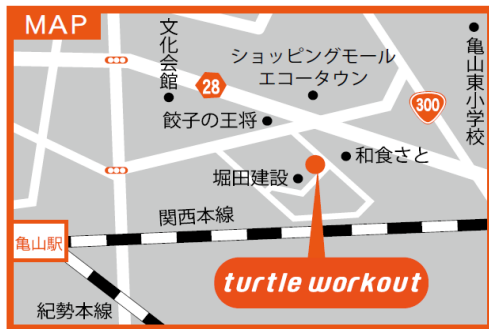 MAP
文化会館
ショッピングモール
エコータウン
28
300
亀山東小学校
餃子の王将
和食さと
堀田建設
関西本線
亀山駅
turtle workout
紀勢本線